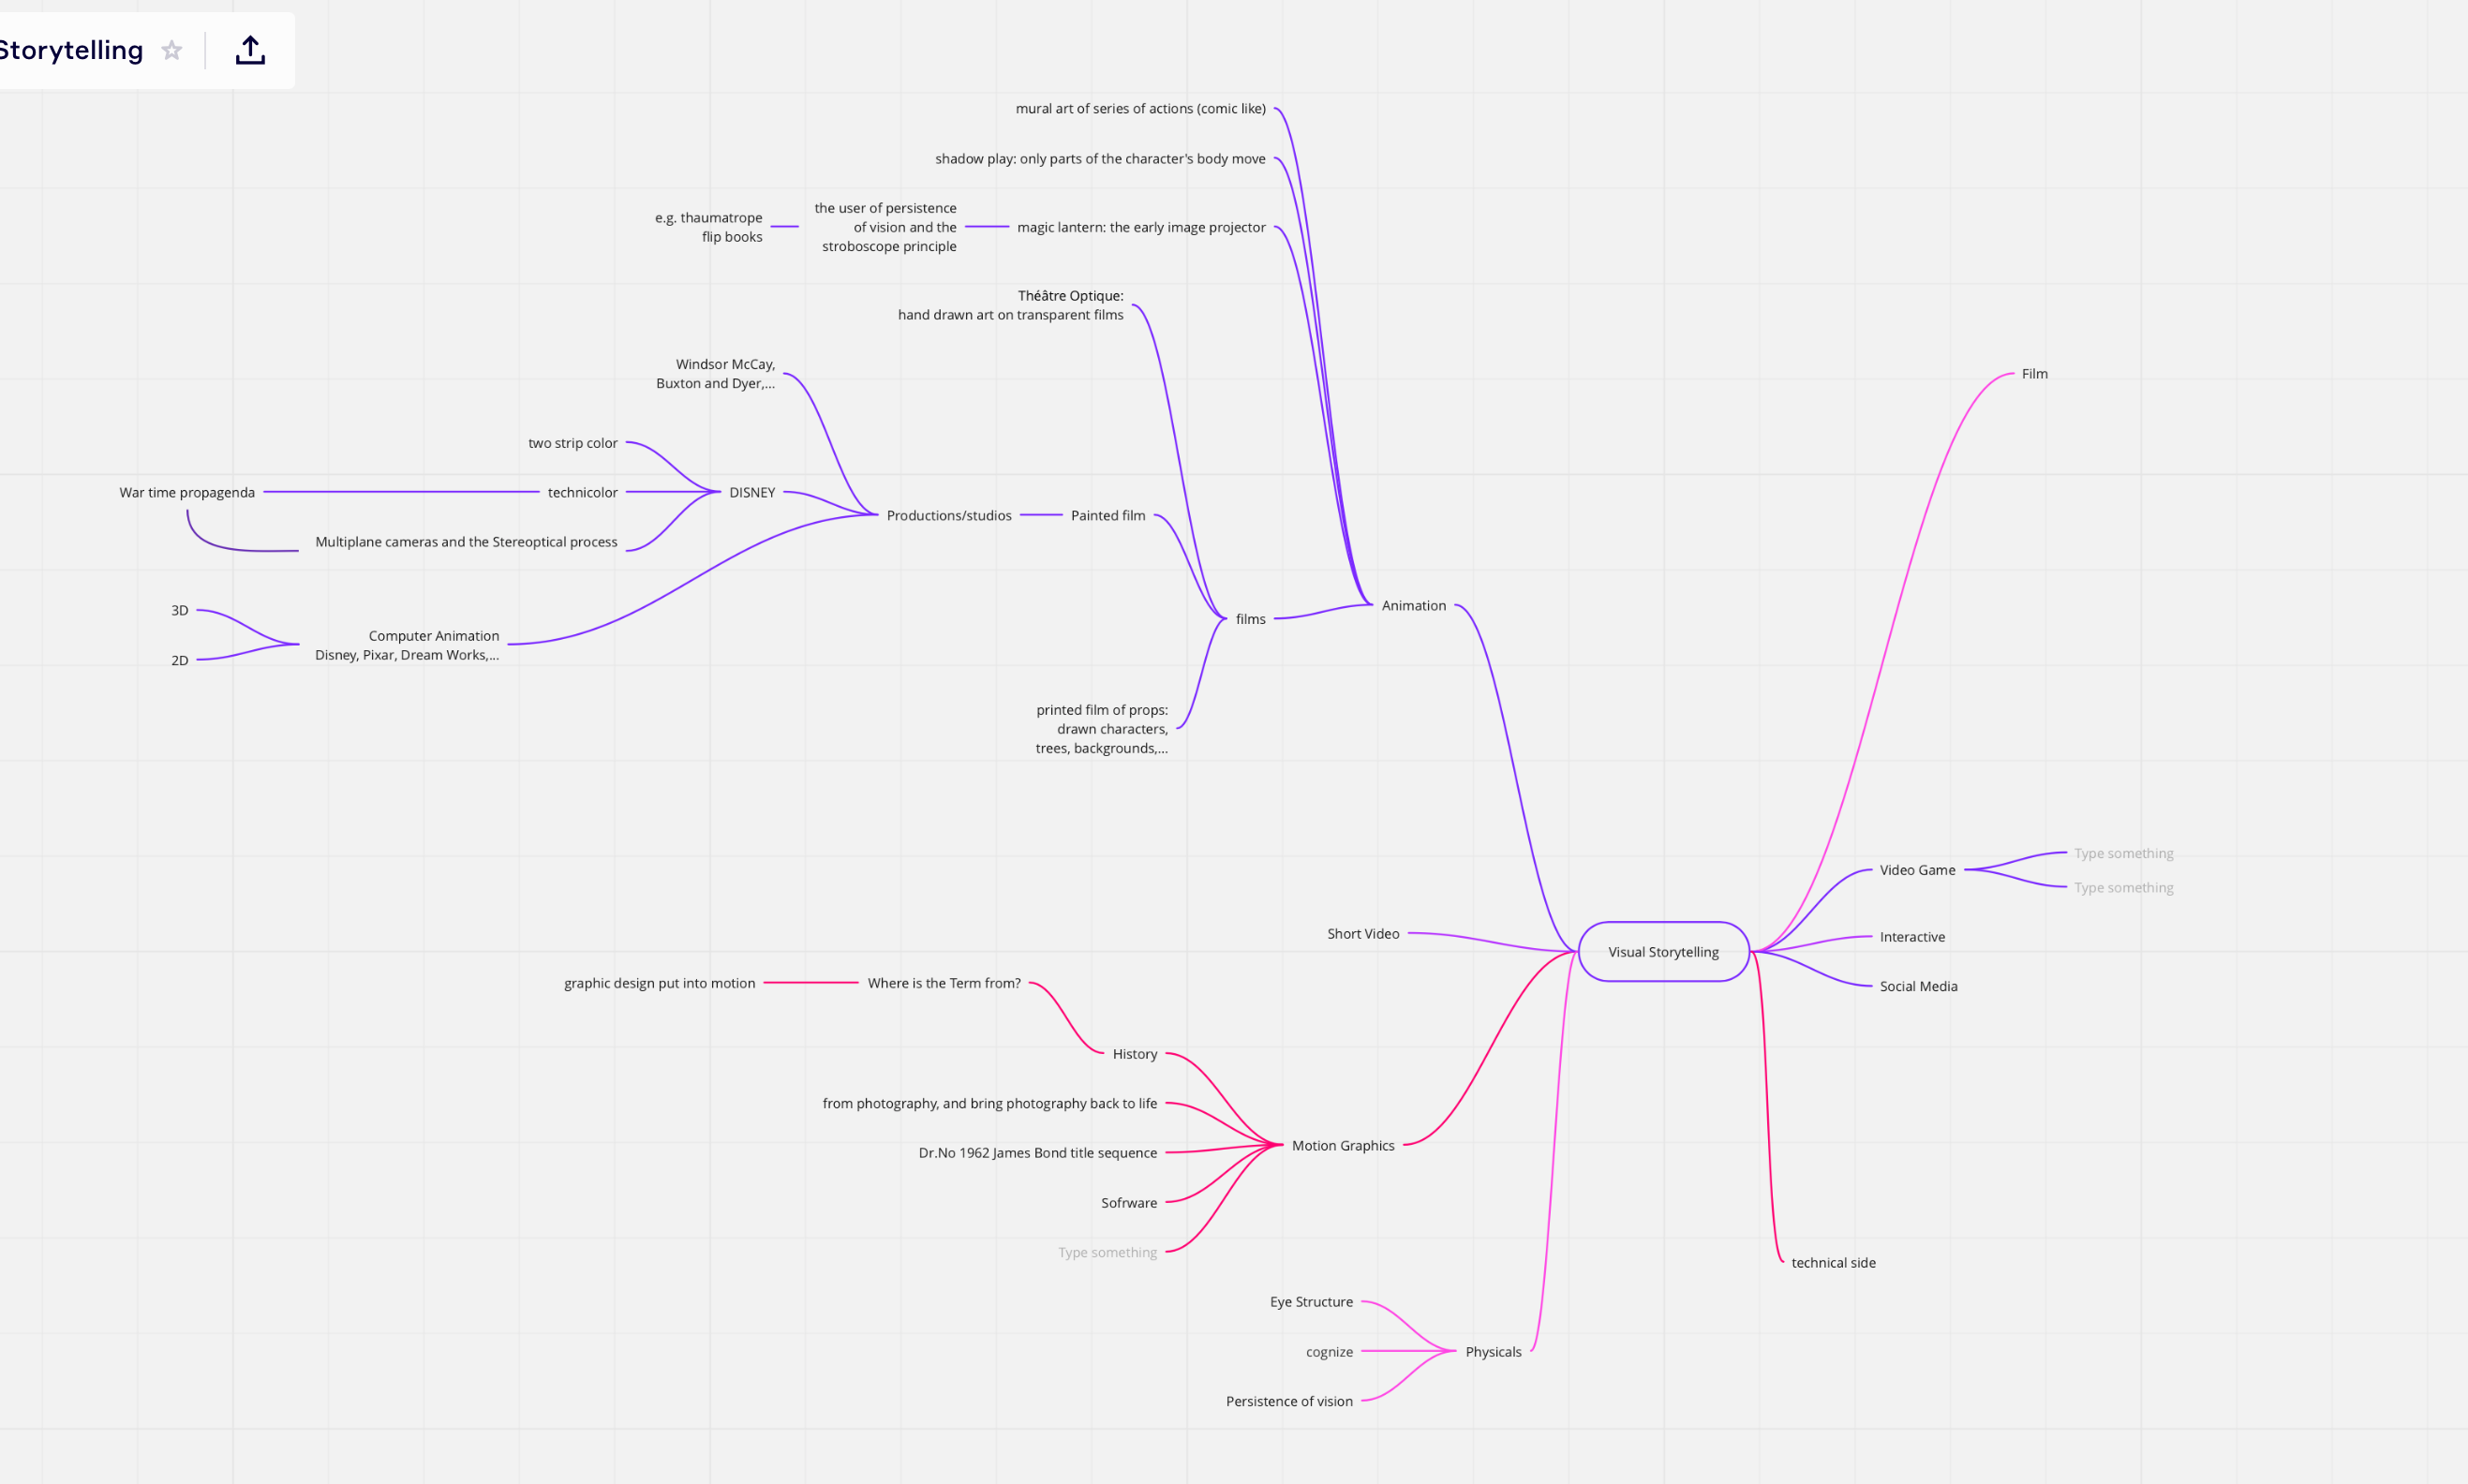 Storytelling
mural art of series of actions (comic like)
shadow play: only parts of the character's body move
e.g. thaumatrope
flip books
the user of persistence
of vision and the
stroboscope principle
magic lantern: the early image projector
Théâtre Optique:
hand drawn art on transparent films
Windsor McCay,
Buxton and Dyer,...
two strip color
War time propagenda
technicolor
DISNEY
Productions/studios
Painted film
Multiplane cameras and the Stereoptical process
3D
2D
Computer Animation
Disney, Pixar, Dream Works,...
films
Animation
printed film of props:
drawn characters,
trees, backgrounds,...
Film
Video Game
Type something
Type something
Short Video
Visual Storytelling
Interactive
Social Media
graphic design put into motion
Where is the Term from?
History
from photography, and bring photography back to life
Dr.No 1962 James Bond title sequence
Motion Graphics
Sofrware
Type something
technical side
Eye Structure
cognize
Physicals
Persistence of vision